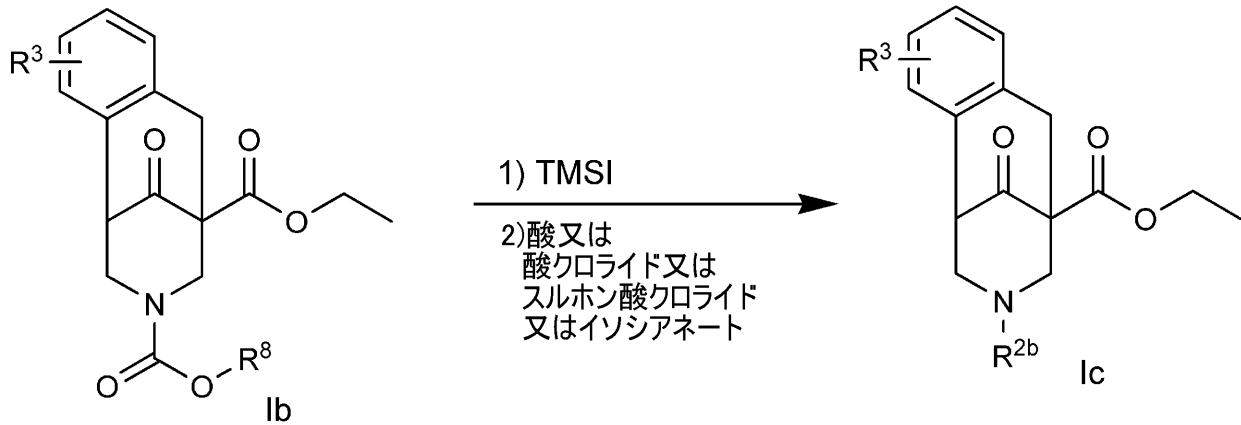 R³
O
O
O
N
O
O
R⁸
Ib
1) TMSI
2)酸又は
酸クロライド又は
スルホン酸クロライド
又はイソシアネート
R³
O
O
O
N
R²ᵇ
Ic